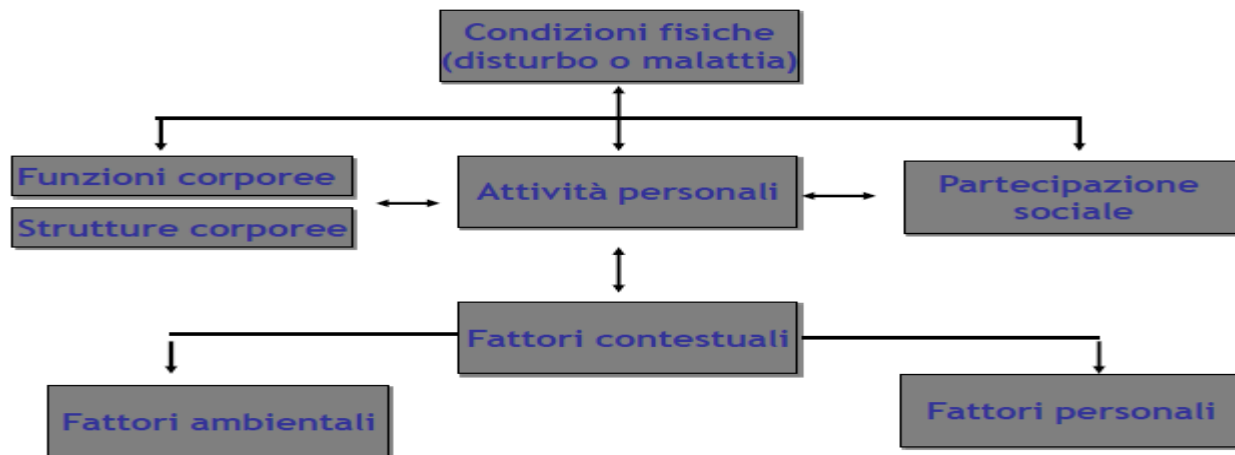 Condizioni fisiche
(disturbo o malattia)
Funzioni corporee
Strutture corporee
Attività personali
Partecipazione
sociale
Fattori contestuali
Fattori ambientali
Fattori personali